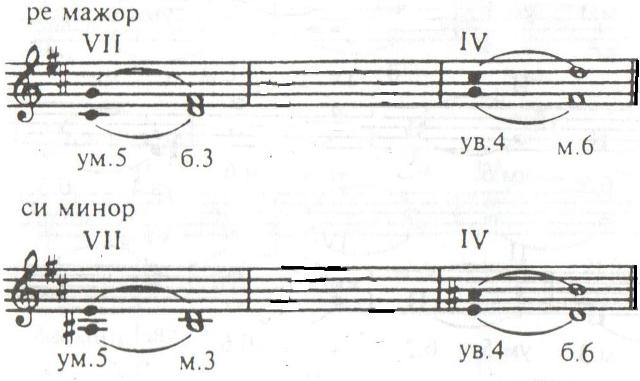 ре мажор
VII IV
ум.5 б.3 ув.4 м.6
си минор
VII IV
ум.5 м.3 ув.4 б.6